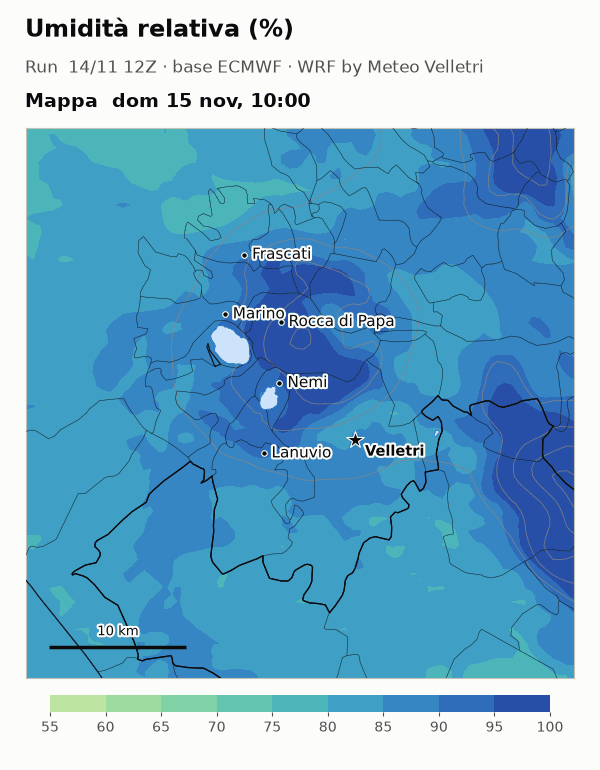 Umidità relativa (%)
Run  14/11 12Z · base ECMWF · WRF by Meteo Velletri
Mappa  dom 15 nov, 10:00
Frascati
Marino
Rocca di Papa
Nemi
Velletri
Lanuvio
10 km
55 60 65 70 75 80 85 90 95 100